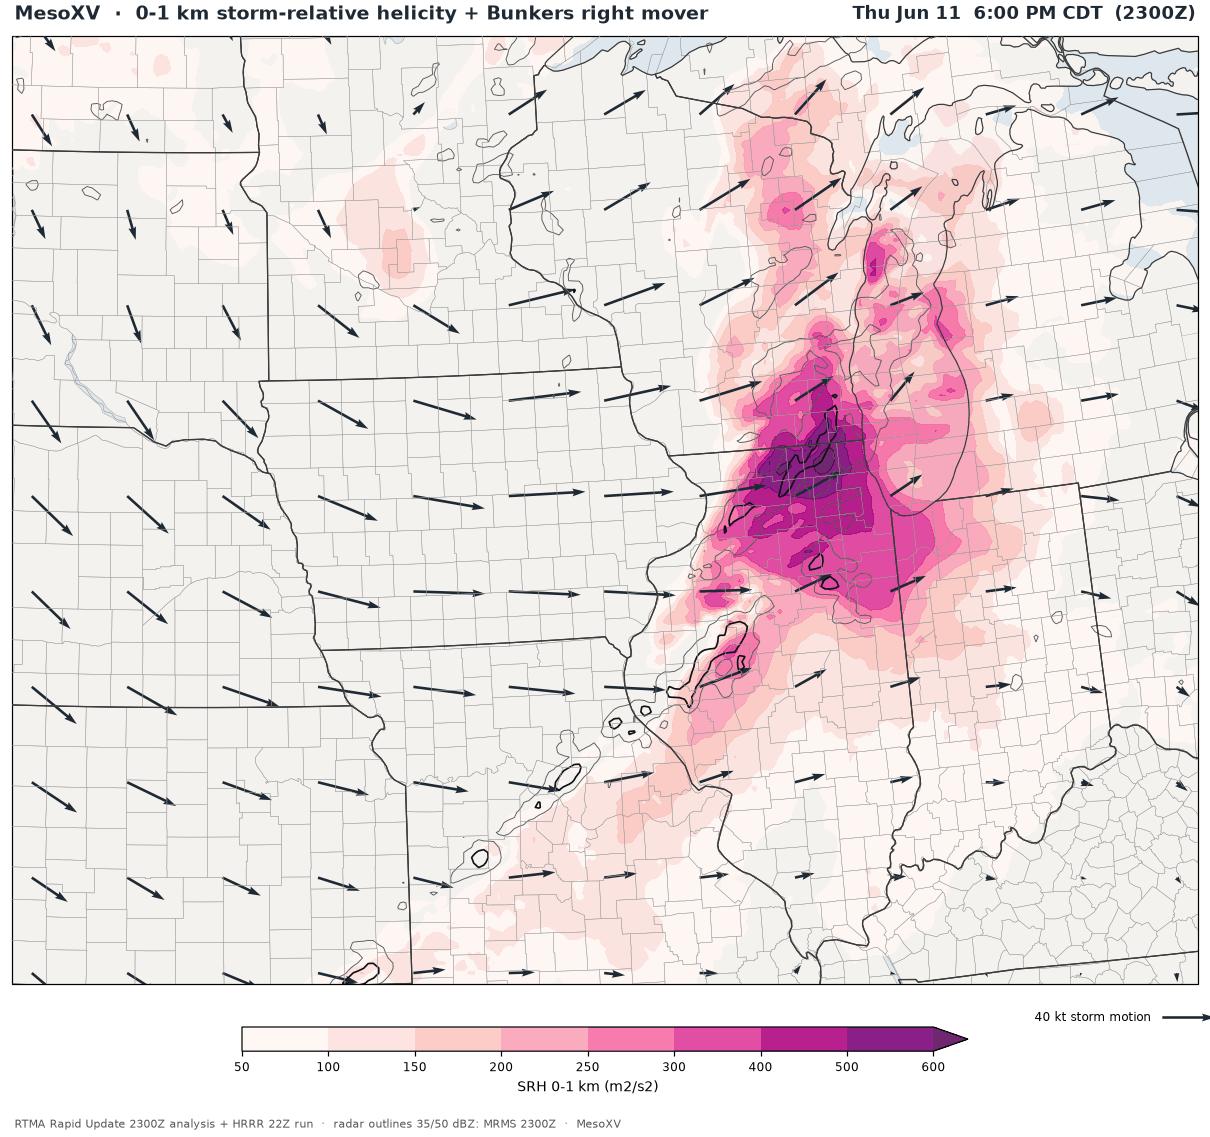 MesoXV · 0-1 km storm-relative helicity + Bunkers right mover
Thu Jun 11 6:00 PM CDT (2300Z)
40 kt storm motion
50 100 150 200 250 300 400 500 600
SRH 0-1 km (m2/s2)
RTMA Rapid Update 2300Z analysis + HRRR 22Z run · radar outlines 35/50 dBZ: MRMS 2300Z · MesoXV